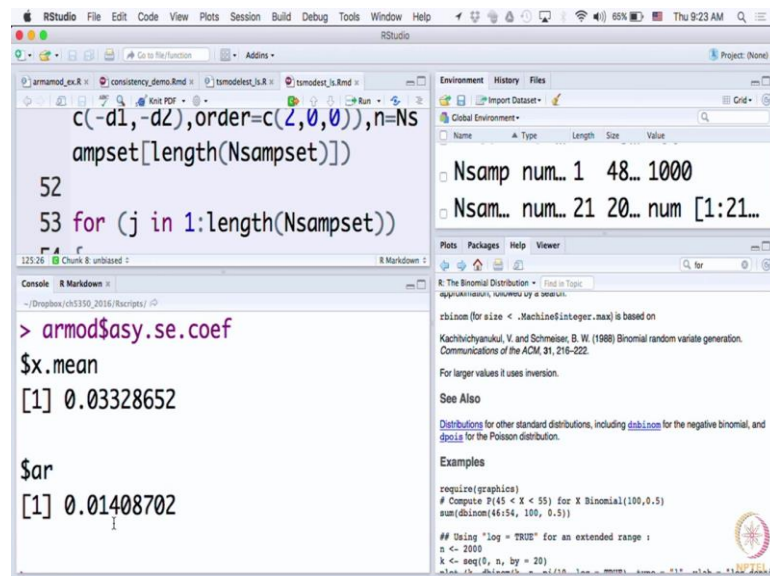 RStudio File Edit Code View Plots Session Build Debug Tools Window Help 65% Thu 9:23 AM
RStudio
Go to file/function Addins Project: (None)
armamod_ex.R consistency_demo.Rmd tsmodelest_ls.R tsmodest_ls.Rmd
Knit PDF Run
c(-d1,-d2),order=c(2,0,0)),n=Ns
ampset[length(Nsampset)])
52
53 for (j in 1:length(Nsampset))
54 {
125:26 Chunk 8: unbiased R Markdown
Console R Markdown
~/Dropbox/ch5350_2016/Rscripts/
> armod$asy.se.coef
$x.mean
[1] 0.03328652
$ar
[1] 0.01408702
Environment History Files
Import Dataset Grid
Global Environment
Name Type Length Size Value
Nsamp num... 1 48... 1000
Nsam... num... 21 20... num [1:21...
Plots Packages Help Viewer
for
R: The Binomial Distribution Find in Topic
approximation, followed by a search.
rbinom (for size < .Machine$integer.max) is based on
Kachitvichyanukul, V. and Schmeiser, B. W. (1988) Binomial random variate generation.
Communications of the ACM, 31, 216–222.
For larger values it uses inversion.
See Also
Distributions for other standard distributions, including dnbinom for the negative binomial, and
dpois for the Poisson distribution.
Examples
require(graphics)
# Compute P(45 < X < 55) for X Binomial(100,0.5)
sum(dbinom(46:54, 100, 0.5))
## Using "log = TRUE" for an extended range :
n <- 2000
k <- seq(0, n, by = 20)
NPTEL